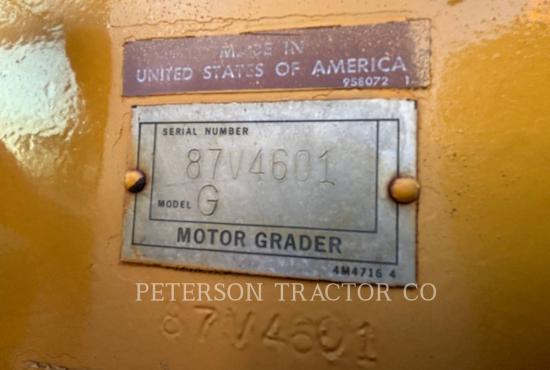 MADE IN
UNITED STATES OF AMERICA
958072 1
SERIAL NUMBER
87V4601
MODEL G
MOTOR GRADER
4M4716 4
PETERSON TRACTOR CO
87V4601